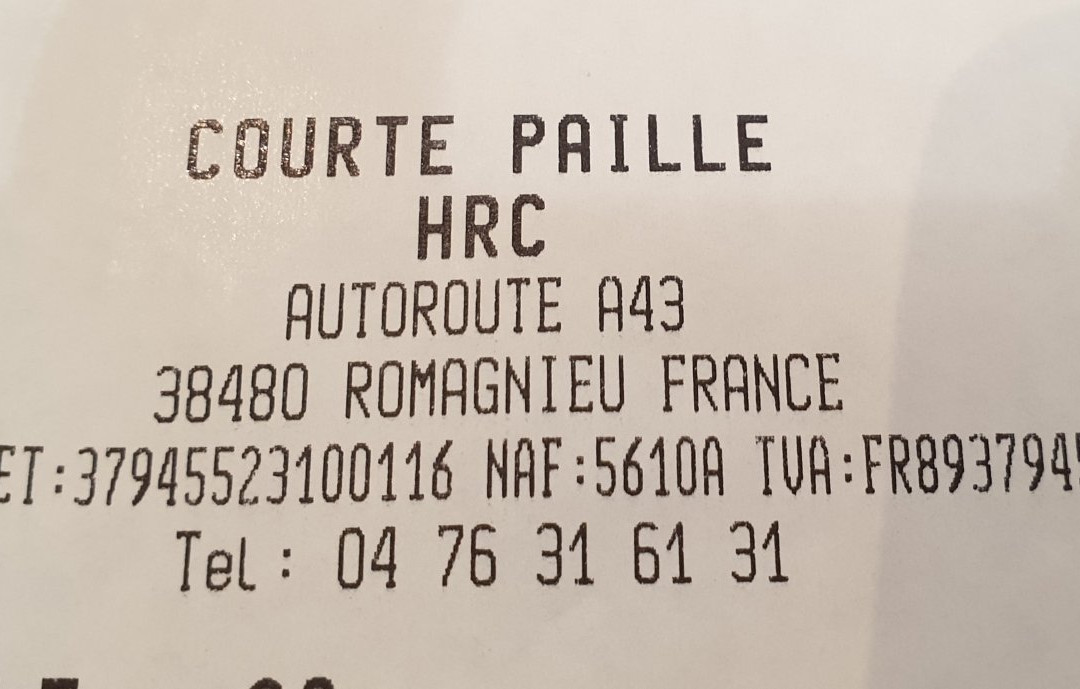 COURTE PAILLE
HRC
AUTOROUTE A43
38480 ROMAGNIEU FRANCE
ET:37945523100116 NAF:5610A TVA:FR8937945
Tel : 04 76 31 61 31